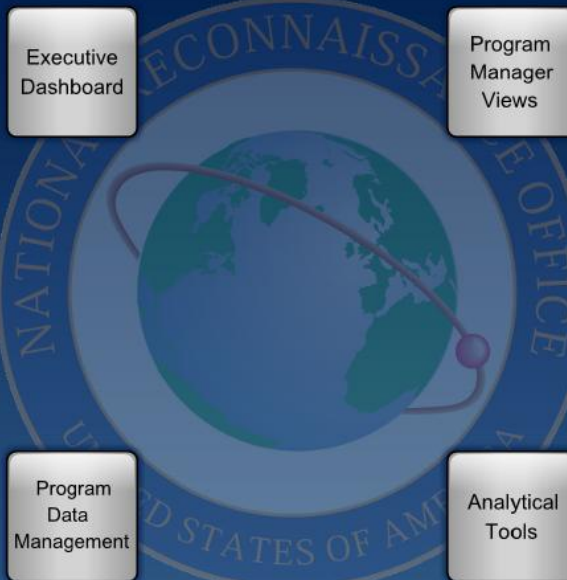 Executive
Dashboard
Program
Manager
Views
NATIONAL RECONNAISSANCE OFFICE
Program
Data
Management
UNITED STATES OF AMERICA
Analytical
Tools